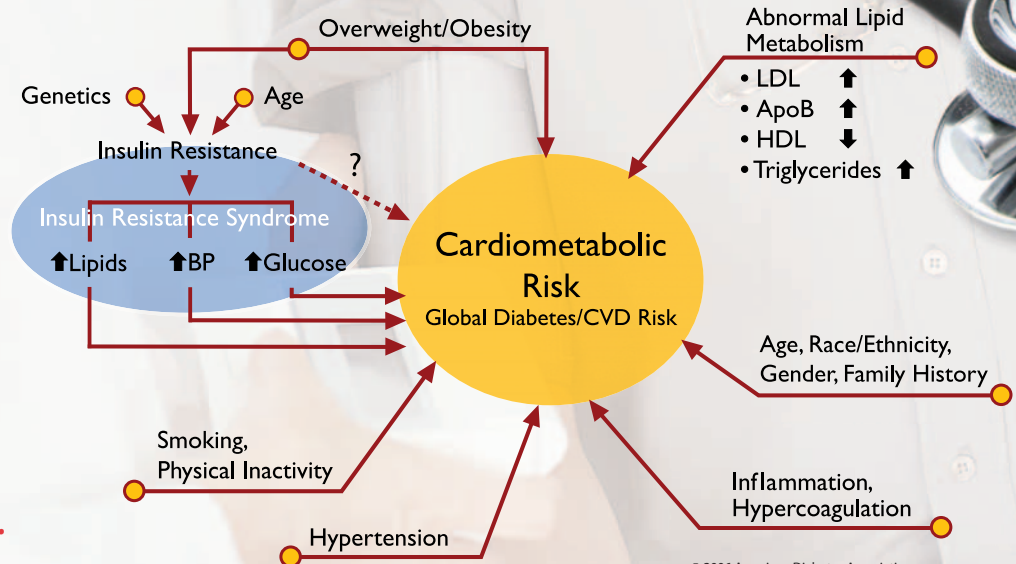 Overweight/Obesity
Genetics
Age
Insulin Resistance
?
Insulin Resistance Syndrome
⬆Lipids
⬆BP
⬆Glucose
Cardiometabolic
Risk
Global Diabetes/CVD Risk
Abnormal Lipid
Metabolism
• LDL ⬆
• ApoB ⬆
• HDL ⬇
• Triglycerides ⬆
Age, Race/Ethnicity,
Gender, Family History
Inflammation,
Hypercoagulation
Smoking,
Physical Inactivity
Hypertension